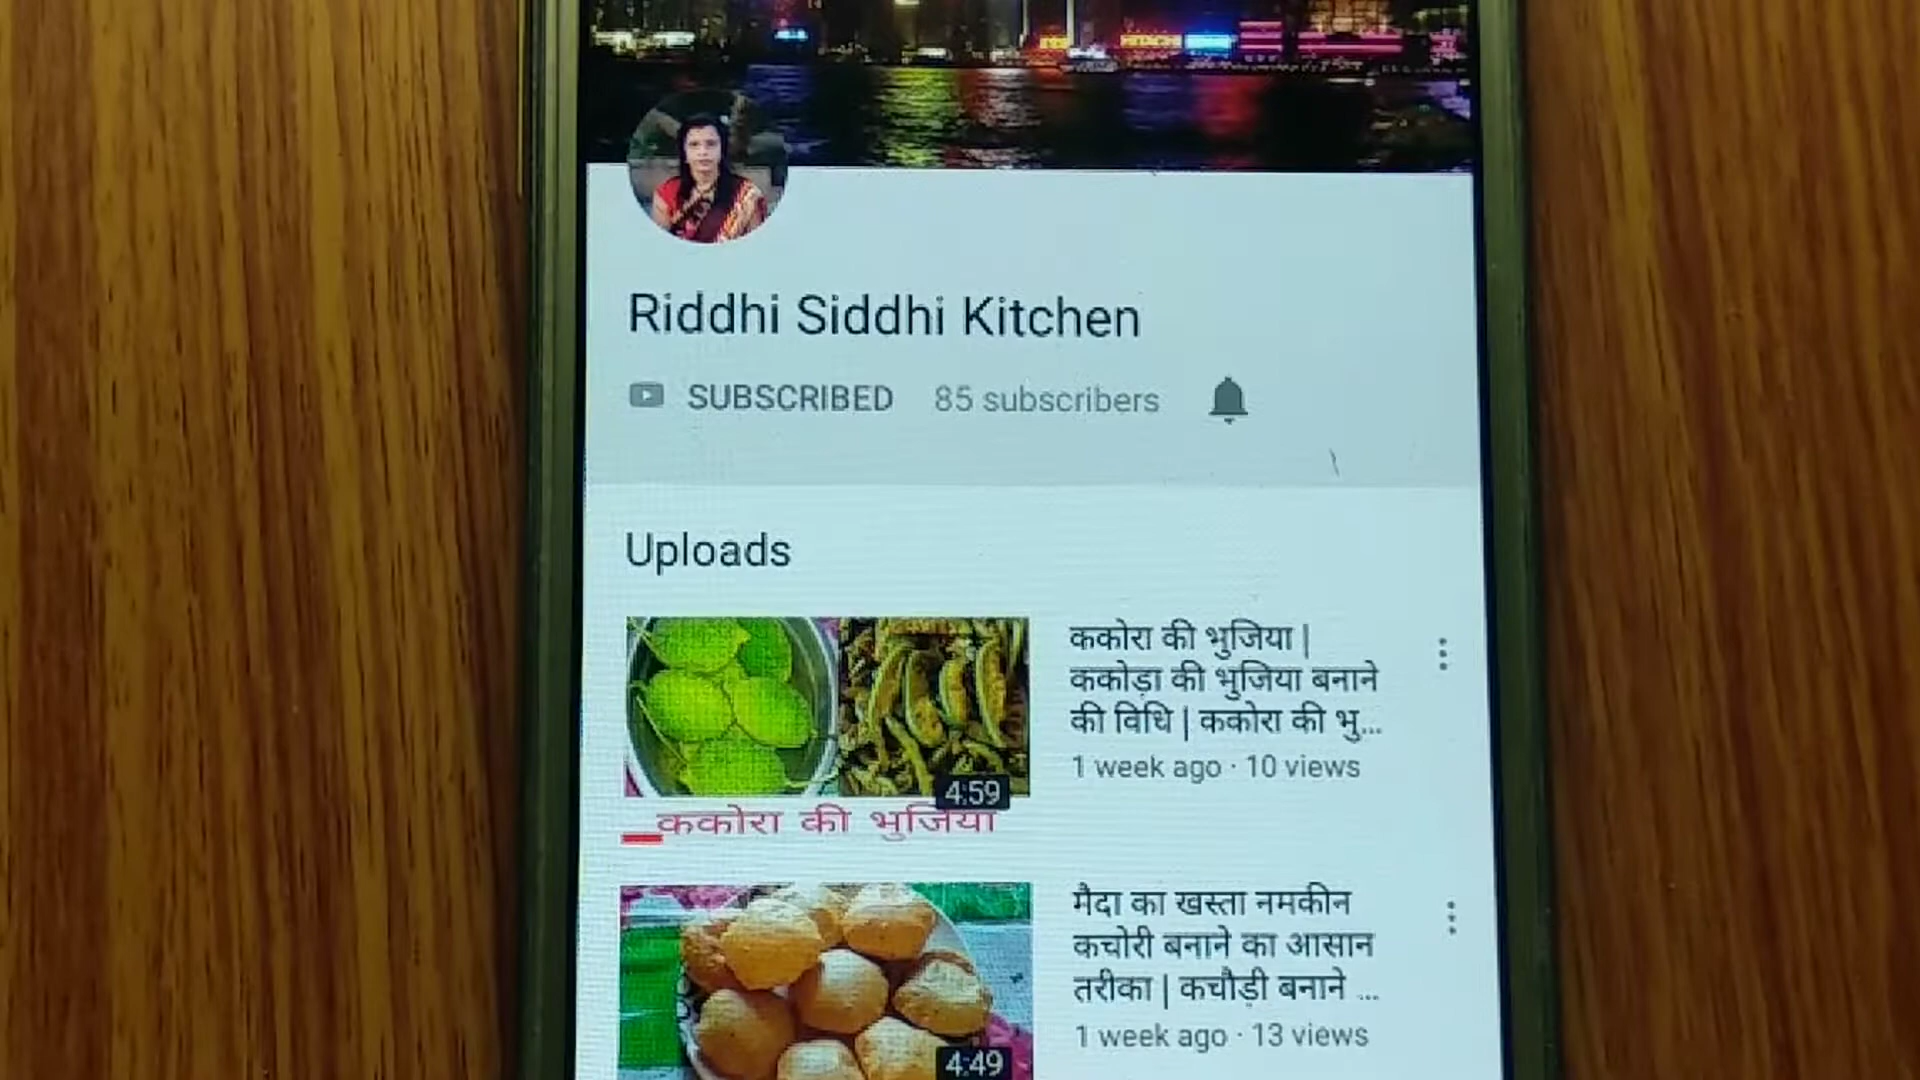 HITACHI
Riddhi Siddhi Kitchen
SUBSCRIBED 85 subscribers
Uploads
ककोरा की भुजिया |
ककोड़ा की भुजिया बनाने
की विधि | ककोरा की भु...
1 week ago · 10 views
4:59
ककोरा की भुजिया
मैदा का खस्ता नमकीन
कचोरी बनाने का आसान
तरीका | कचौड़ी बनाने ...
1 week ago · 13 views
4:49